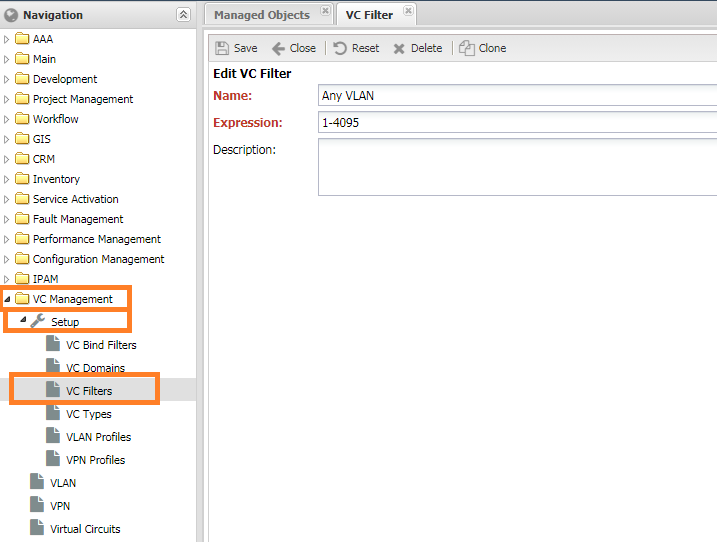 Navigation
AAA
Main
Development
Project Management
Workflow
GIS
CRM
Inventory
Service Activation
Fault Management
Performance Management
Configuration Management
IPAM
VC Management
Setup
VC Bind Filters
VC Domains
VC Filters
VC Types
VLAN Profiles
VPN Profiles
VLAN
VPN
Virtual Circuits
Managed Objects VC Filter
Save Close Reset Delete Clone
Edit VC Filter
Name: Any VLAN
Expression: 1-4095
Description: